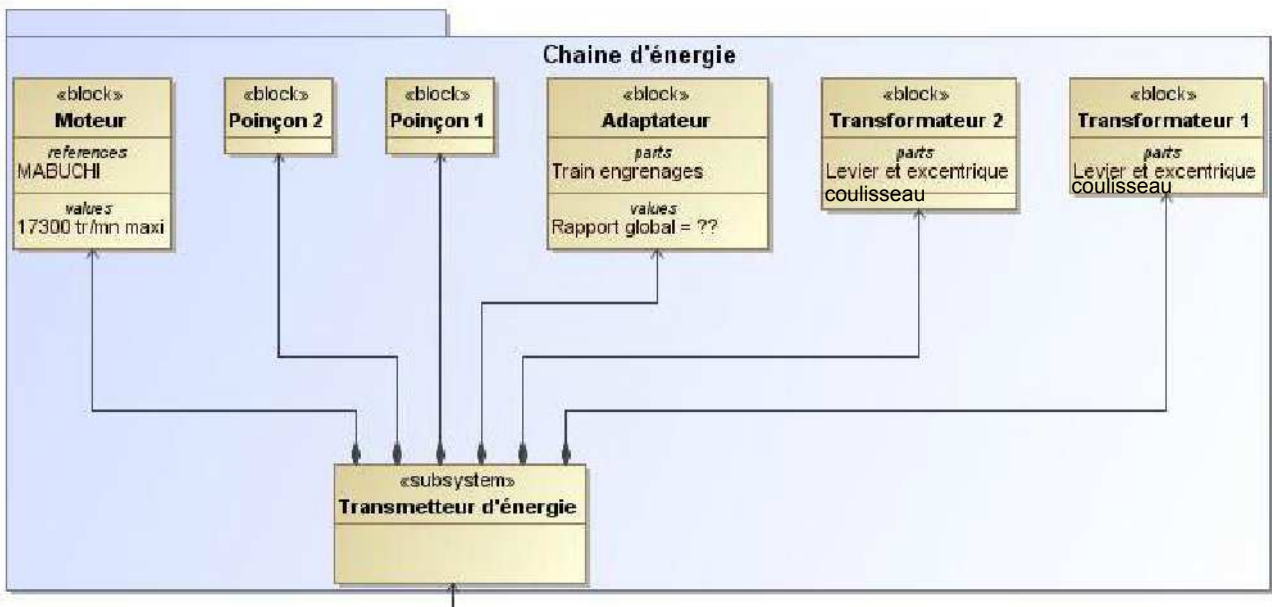 Chaine d'énergie
«block»
Moteur
references
MABUCHI
values
17300 tr/mn maxi
«block»
Poinçon 2
«block»
Poinçon 1
«block»
Adaptateur
parts
Train engrenages
values
Rapport global = ??
«block»
Transformateur 2
parts
Levier et excentrique
coulisseau
«block»
Transformateur 1
parts
Levier et excentrique
coulisseau
«subsystem»
Transmetteur d'énergie